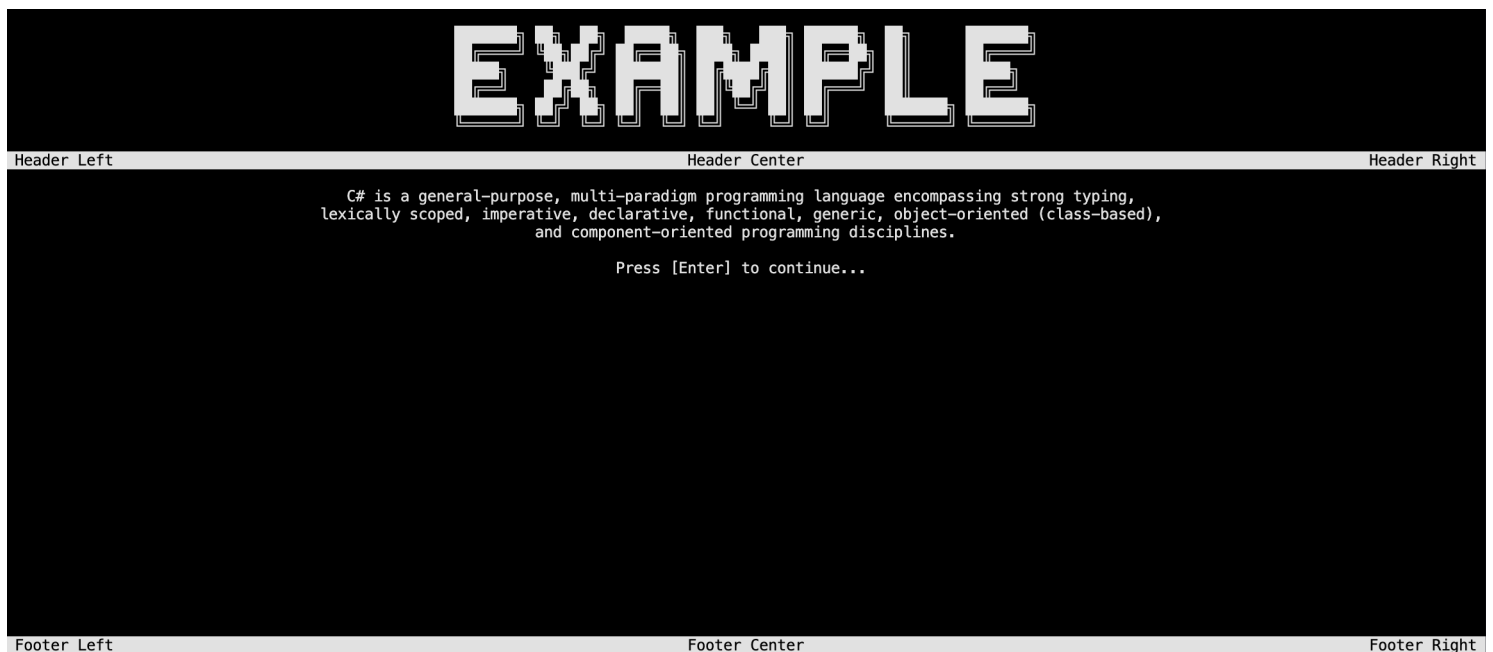 EXAMPLE
Header Left Header Center Header Right
C# is a general-purpose, multi-paradigm programming language encompassing strong typing,
lexically scoped, imperative, declarative, functional, generic, object-oriented (class-based),
and component-oriented programming disciplines.
Press [Enter] to continue...
Footer Left Footer Center Footer Right